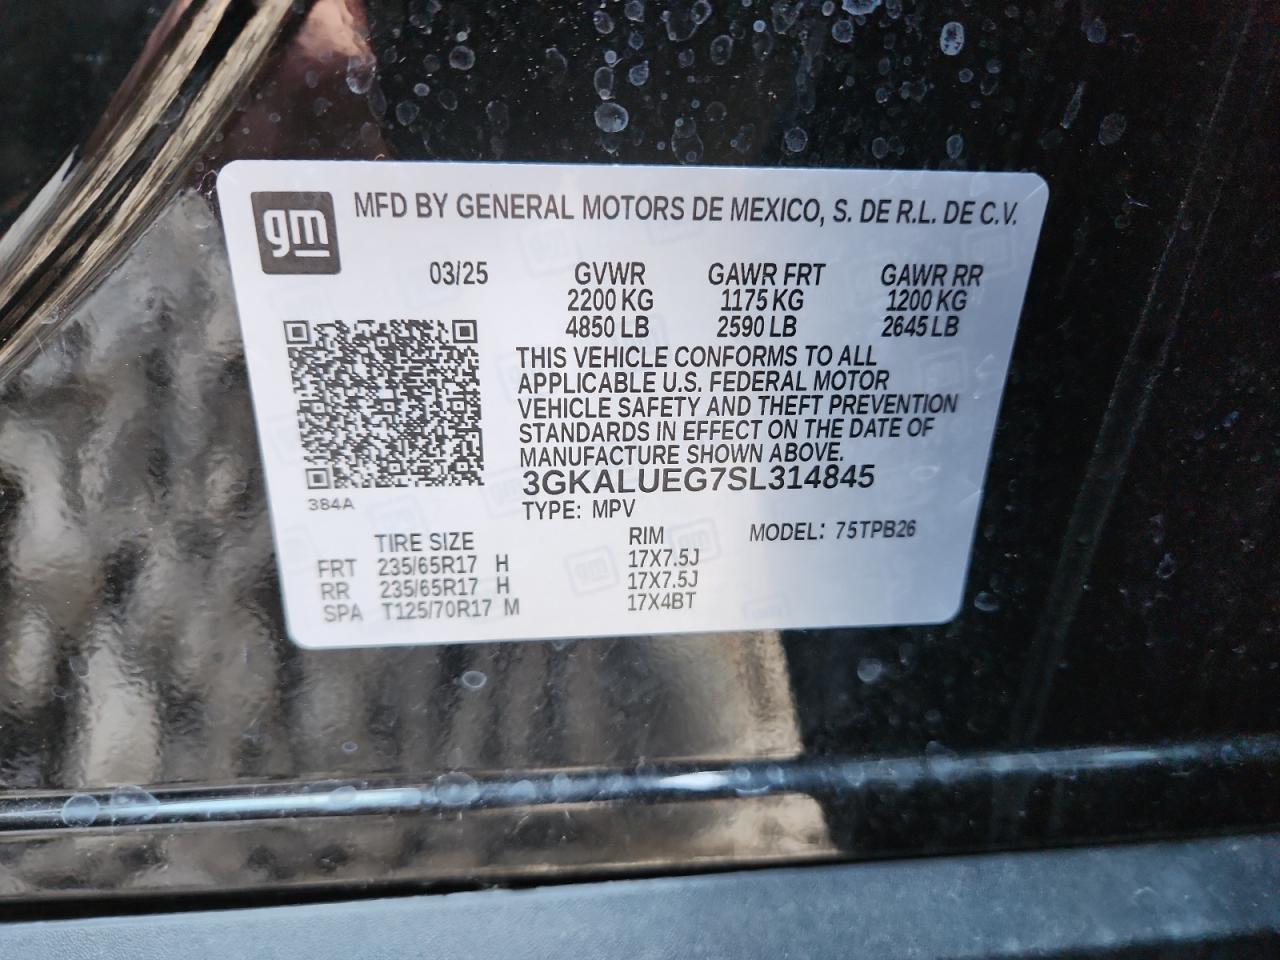 gm
MFD BY GENERAL MOTORS DE MEXICO, S. DE R.L. DE C.V.
03/25 GVWR GAWR FRT GAWR RR
2200 KG 1175 KG 1200 KG
4850 LB 2590 LB 2645 LB
THIS VEHICLE CONFORMS TO ALL
APPLICABLE U.S. FEDERAL MOTOR
VEHICLE SAFETY AND THEFT PREVENTION
STANDARDS IN EFFECT ON THE DATE OF
MANUFACTURE SHOWN ABOVE.
3GKALUEG7SL314845
384A
TYPE: MPV
TIRE SIZE RIM MODEL: 75TPB26
FRT 235/65R17 H 17X7.5J
RR 235/65R17 H 17X7.5J
SPA T125/70R17 M 17X4BT